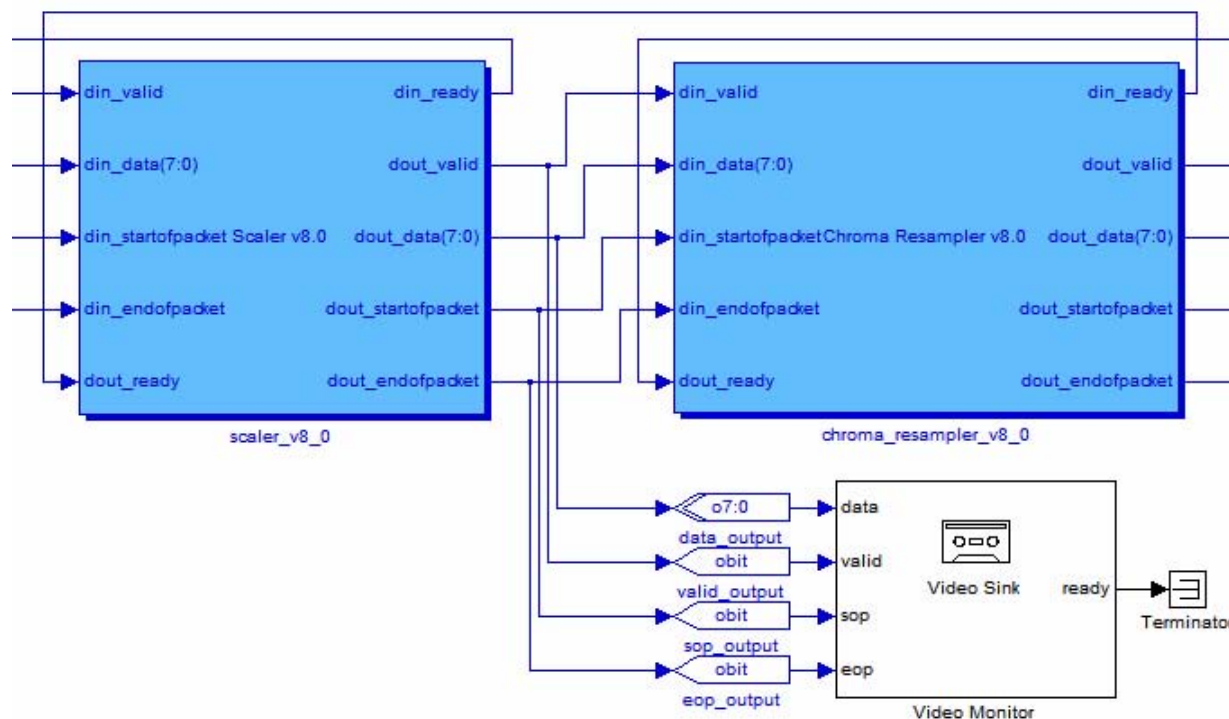 din_valid
din_ready
din_data(7:0)
dout_valid
din_startofpacket Scaler v8.0
dout_data(7:0)
din_endofpacket
dout_startofpacket
dout_ready
dout_endofpacket
scaler_v8_0
din_valid
din_ready
din_data(7:0)
dout_valid
din_startofpacketChroma Resampler v8.0
dout_data(7:0)
din_endofpacket
dout_startofpacket
dout_ready
dout_endofpacket
chroma_resampler_v8_0
o7:0
data_output
obit
valid_output
obit
sop_output
obit
eop_output
data
valid
sop
eop
Video Sink
ready
Video Monitor
Terminator